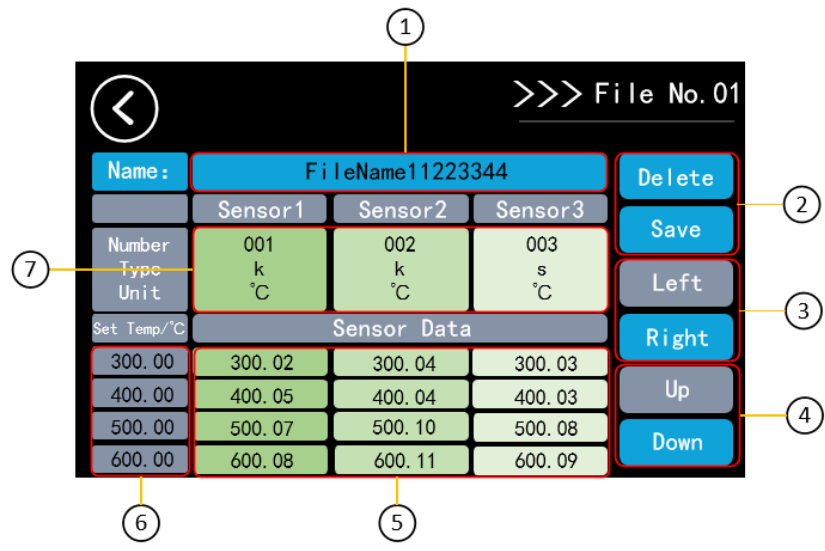 ①
>>> File No.01
Name: FileName11223344 Delete
Sensor1 Sensor2 Sensor3 Save
②
Number 001 002 003
Type k k s
Unit ℃ ℃ ℃
⑦
Left
Right
③
Set Temp/℃ Sensor Data
300.00 300.02 300.04 300.03
400.00 400.05 400.04 400.03
500.00 500.07 500.10 500.08
600.00 600.08 600.11 600.09
Up
Down
④
⑥ ⑤